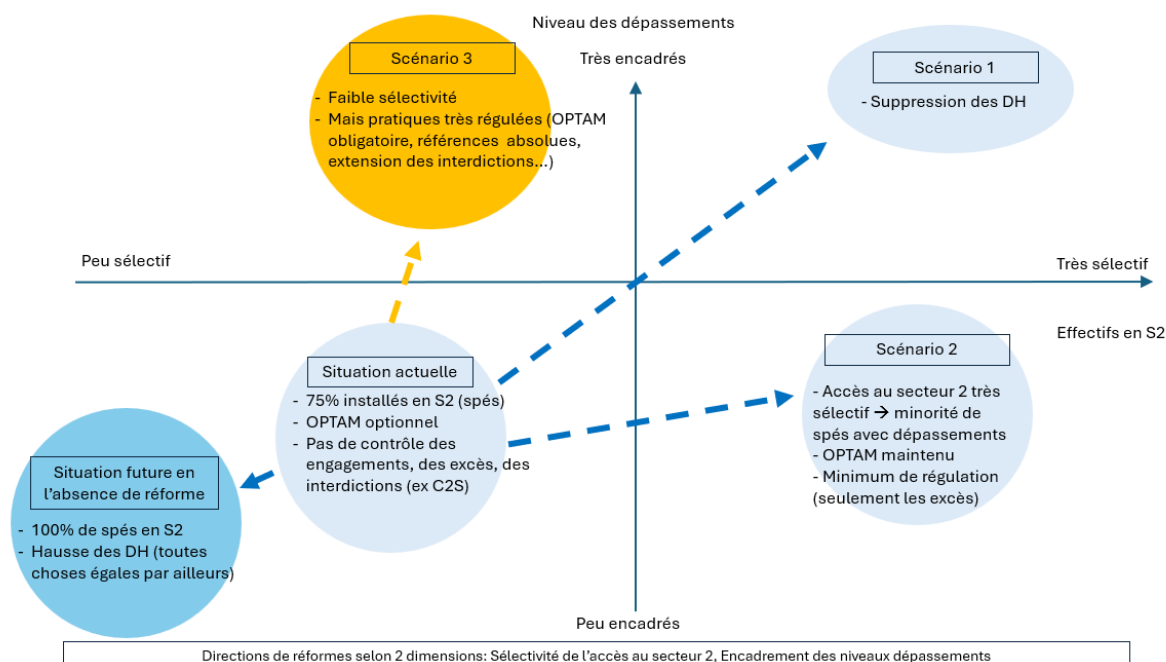 Niveau des dépassements
Très encadrés
Scénario 3
- Faible sélectivité
- Mais pratiques très régulées (OPTAM
obligatoire, références absolues,
extension des interdictions...)
Scénario 1
- Suppression des DH
Peu sélectif
Très sélectif
Effectifs en S2
Situation actuelle
- 75% installés en S2 (spés)
- OPTAM optionnel
- Pas de contrôle des
engagements, des excès, des
interdictions (ex C2S)
Scénario 2
- Accès au secteur 2 très
sélectif → minorité de
spés avec dépassements
- OPTAM maintenu
- Minimum de régulation
(seulement les excès)
Situation future en
l'absence de réforme
- 100% de spés en S2
- Hausse des DH (toutes
choses égales par ailleurs)
Peu encadrés
Directions de réformes selon 2 dimensions: Sélectivité de l'accès au secteur 2, Encadrement des niveaux dépassements